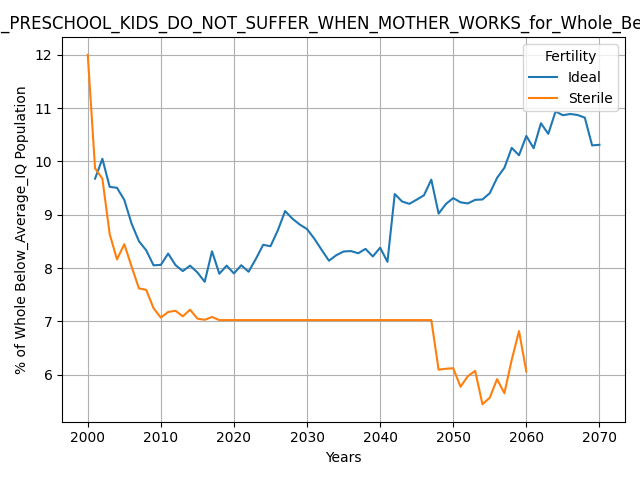 _PRESCHOOL_KIDS_DO_NOT_SUFFER_WHEN_MOTHER_WORKS_for_Whole_Be
Fertility
Ideal
Sterile
% of Whole Below_Average_IQ Population
12
11
10
9
8
7
6
2000 2010 2020 2030 2040 2050 2060 2070
Years